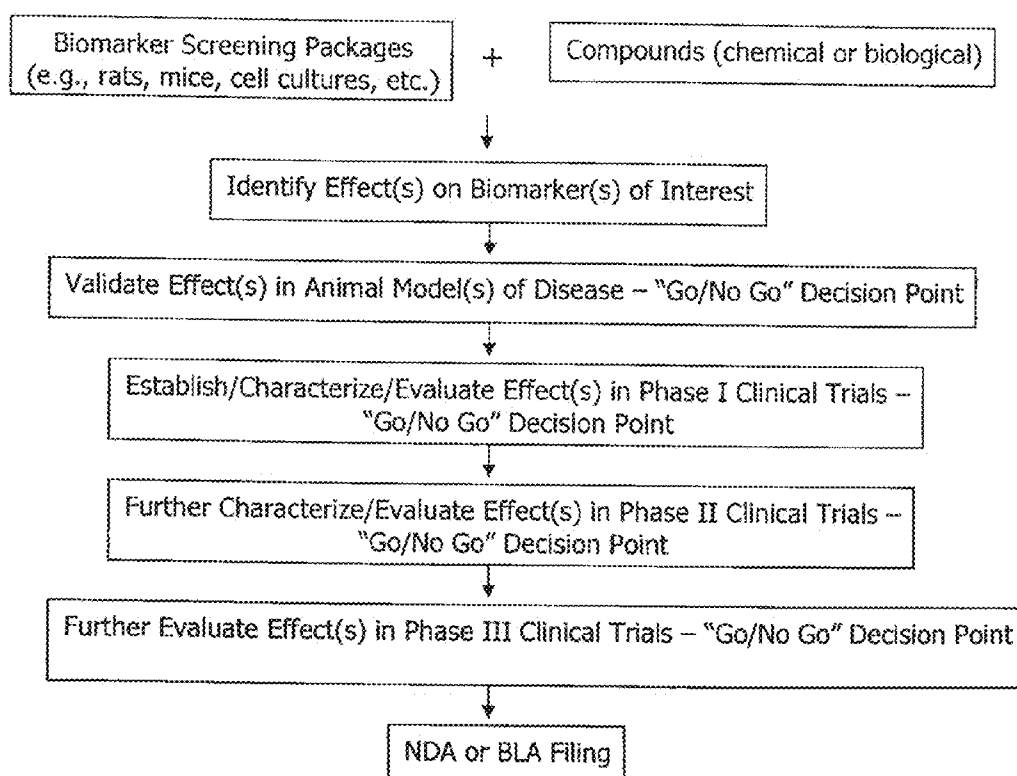 Biomarker Screening Packages
(e.g., rats, mice, cell cultures, etc.)
+
Compounds (chemical or biological)
Identify Effect(s) on Biomarker(s) of Interest
Validate Effect(s) in Animal Model(s) of Disease – “Go/No Go” Decision Point
Establish/Characterize/Evaluate Effect(s) in Phase I Clinical Trials –
“Go/No Go” Decision Point
Further Characterize/Evaluate Effect(s) in Phase II Clinical Trials –
“Go/No Go” Decision Point
Further Evaluate Effect(s) in Phase III Clinical Trials – “Go/No Go” Decision Point
NDA or BLA Filing